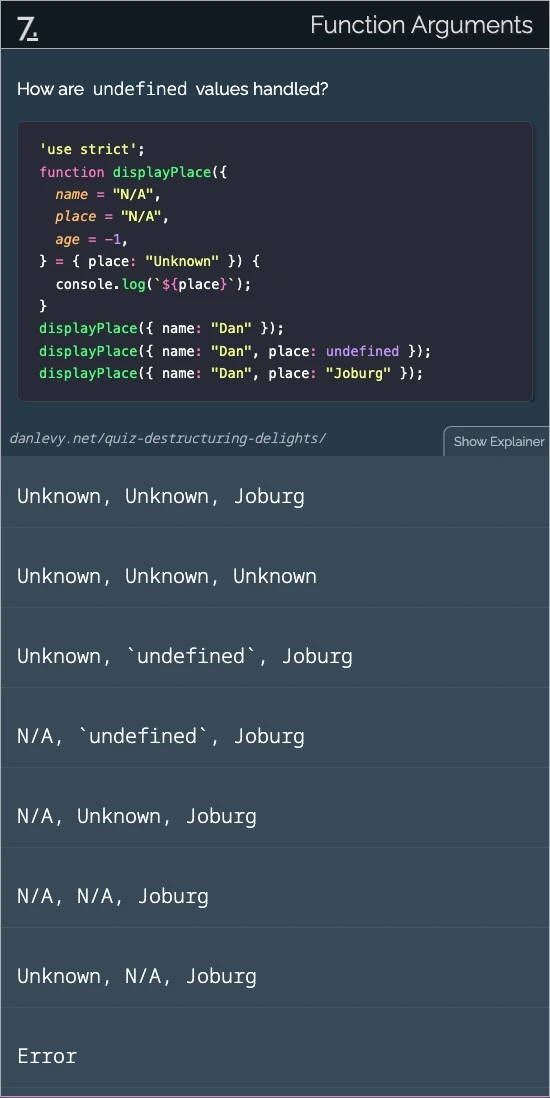 7.
Function Arguments
How are undefined values handled?
'use strict';
function displayPlace({
  name = "N/A",
  place = "N/A",
  age = -1,
} = { place: "Unknown" }) {
  console.log(`${place}`);
}
displayPlace({ name: "Dan" });
displayPlace({ name: "Dan", place: undefined });
displayPlace({ name: "Dan", place: "Joburg" });
danlevy.net/quiz-destructuring-delights/
Show Explainer
Unknown, Unknown, Joburg
Unknown, Unknown, Unknown
Unknown, `undefined`, Joburg
N/A, `undefined`, Joburg
N/A, Unknown, Joburg
N/A, N/A, Joburg
Unknown, N/A, Joburg
Error